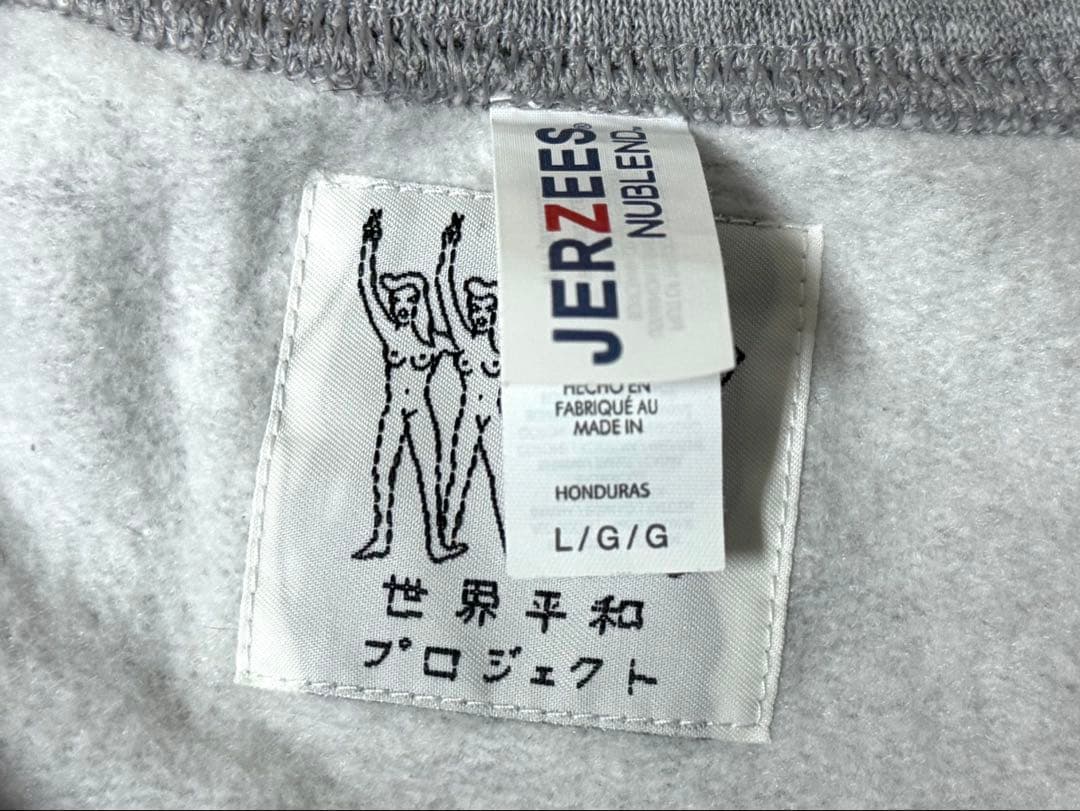 JERZEES®
NUBLEND
HECHO EN
FABRIQUÉ AU
MADE IN
HONDURAS
L/G/G
世界平和
プロジェクト